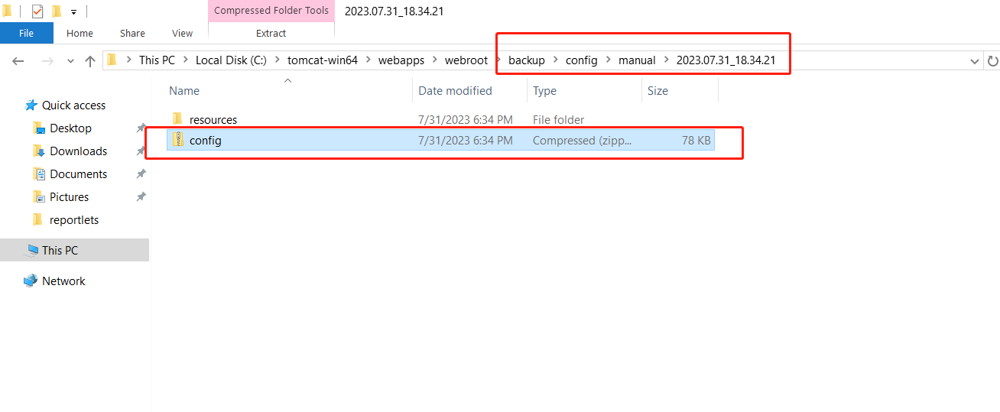 Compressed Folder Tools 2023.07.31_18.34.21
File Home Share View Extract
This PC Local Disk (C:) tomcat-win64 webapps webroot backup config manual 2023.07.31_18.34.21
Name Date modified Type Size
Quick access
Desktop
Downloads
Documents
Pictures
reportlets
This PC
Network
resources 7/31/2023 6:34 PM File folder
config 7/31/2023 6:34 PM Compressed (zipp... 78 KB